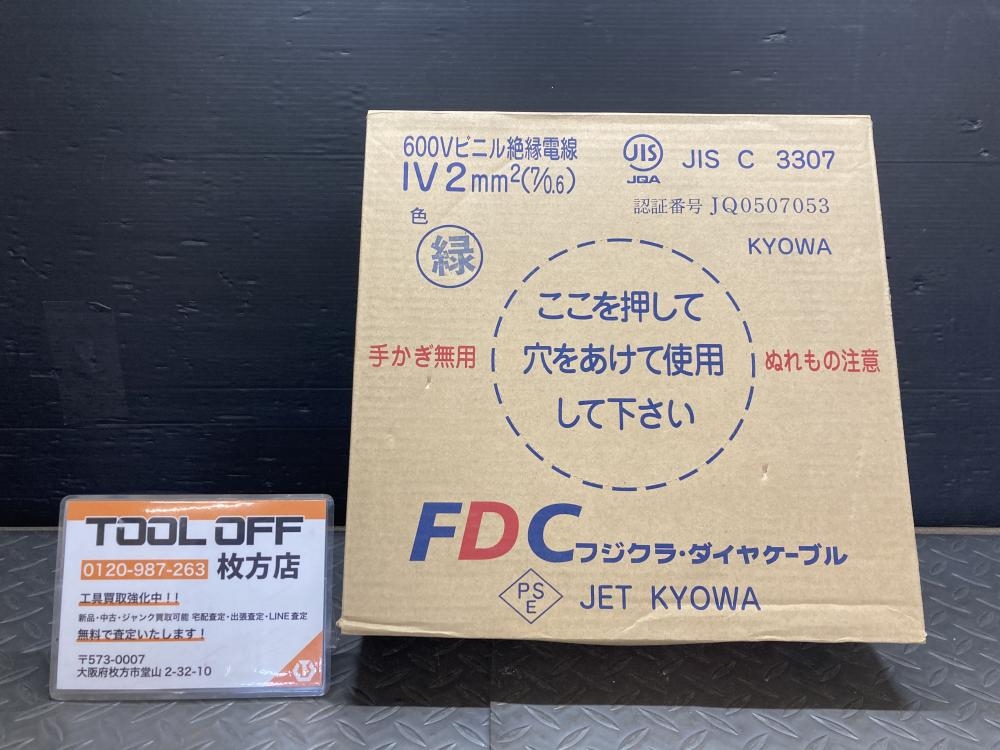 600Vビニル絶縁電線
IV2mm²(7/0.6)
色
緑
JIS
JQA
JIS C 3307
認証番号 JQ0507053
KYOWA
ここを押して
穴をあけて使用
して下さい
手かぎ無用
ぬれもの注意
FDCフジクラ・ダイヤケーブル
PS
E
JET KYOWA
TOOL OFF
0120-987-263 枚方店
工具買取強化中!!
新品・中古・ジャンク買取可能 宅配査定・出張査定・LINE査定
無料で査定いたします!
〒573-0007
大阪府枚方市堂山 2-32-10